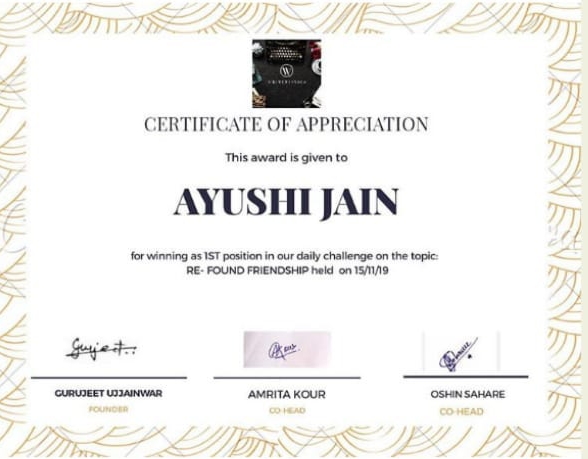 CERTIFICATE OF APPRECIATION
This award is given to
AYUSHI JAIN
for winning as 1ST position in our daily challenge on the topic:
RE- FOUND FRIENDSHIP held on 15/11/19
Gurjeet..
GURUJEET UJJAINWAR
AMRITA KOUR
OSHIN SAHARE
FOUNDER
CO-HEAD
CO-HEAD